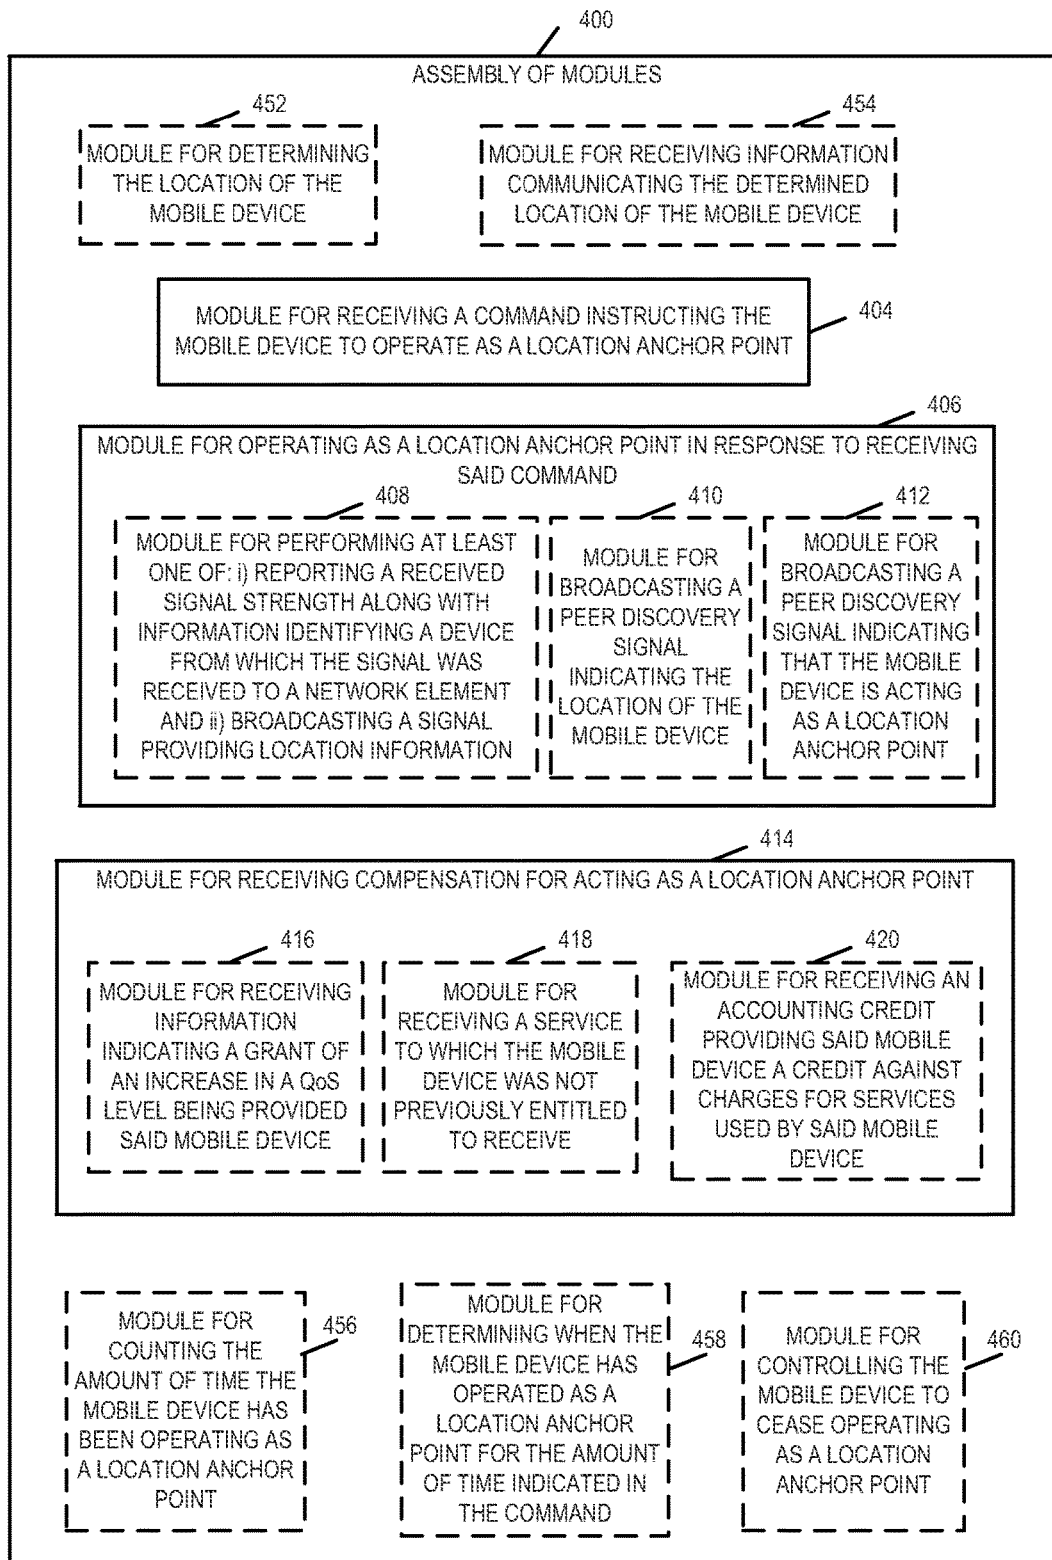 400
ASSEMBLY OF MODULES
452
MODULE FOR DETERMINING
THE LOCATION OF THE
MOBILE DEVICE
454
MODULE FOR RECEIVING INFORMATION
COMMUNICATING THE DETERMINED
LOCATION OF THE MOBILE DEVICE
MODULE FOR RECEIVING A COMMAND INSTRUCTING THE
MOBILE DEVICE TO OPERATE AS A LOCATION ANCHOR POINT
404
406
MODULE FOR OPERATING AS A LOCATION ANCHOR POINT IN RESPONSE TO RECEIVING
SAID COMMAND
408
MODULE FOR PERFORMING AT LEAST
ONE OF: i) REPORTING A RECEIVED
SIGNAL STRENGTH ALONG WITH
INFORMATION IDENTIFYING A DEVICE
FROM WHICH THE SIGNAL WAS
RECEIVED TO A NETWORK ELEMENT
AND ii) BROADCASTING A SIGNAL
PROVIDING LOCATION INFORMATION
410
MODULE FOR
BROADCASTING A
PEER DISCOVERY
SIGNAL
INDICATING THE
LOCATION OF THE
MOBILE DEVICE
412
MODULE FOR
BROADCASTING A
PEER DISCOVERY
SIGNAL INDICATING
THAT THE MOBILE
DEVICE IS ACTING
AS A LOCATION
ANCHOR POINT
414
MODULE FOR RECEIVING COMPENSATION FOR ACTING AS A LOCATION ANCHOR POINT
416
MODULE FOR RECEIVING
INFORMATION
INDICATING A GRANT OF
AN INCREASE IN A QoS
LEVEL BEING PROVIDED
SAID MOBILE DEVICE
418
MODULE FOR
RECEIVING A SERVICE
TO WHICH THE MOBILE
DEVICE WAS NOT
PREVIOUSLY ENTITLED
TO RECEIVE
420
MODULE FOR RECEIVING AN
ACCOUNTING CREDIT
PROVIDING SAID MOBILE
DEVICE A CREDIT AGAINST
CHARGES FOR SERVICES
USED BY SAID MOBILE
DEVICE
MODULE FOR
COUNTING THE
AMOUNT OF TIME THE
MOBILE DEVICE HAS
BEEN OPERATING AS
A LOCATION ANCHOR
POINT
456
MODULE FOR
DETERMINING WHEN THE
MOBILE DEVICE HAS
OPERATED AS A
LOCATION ANCHOR
POINT FOR THE AMOUNT
OF TIME INDICATED IN
THE COMMAND
458
MODULE FOR
CONTROLLING THE
MOBILE DEVICE TO
CEASE OPERATING
AS A LOCATION
ANCHOR POINT
460